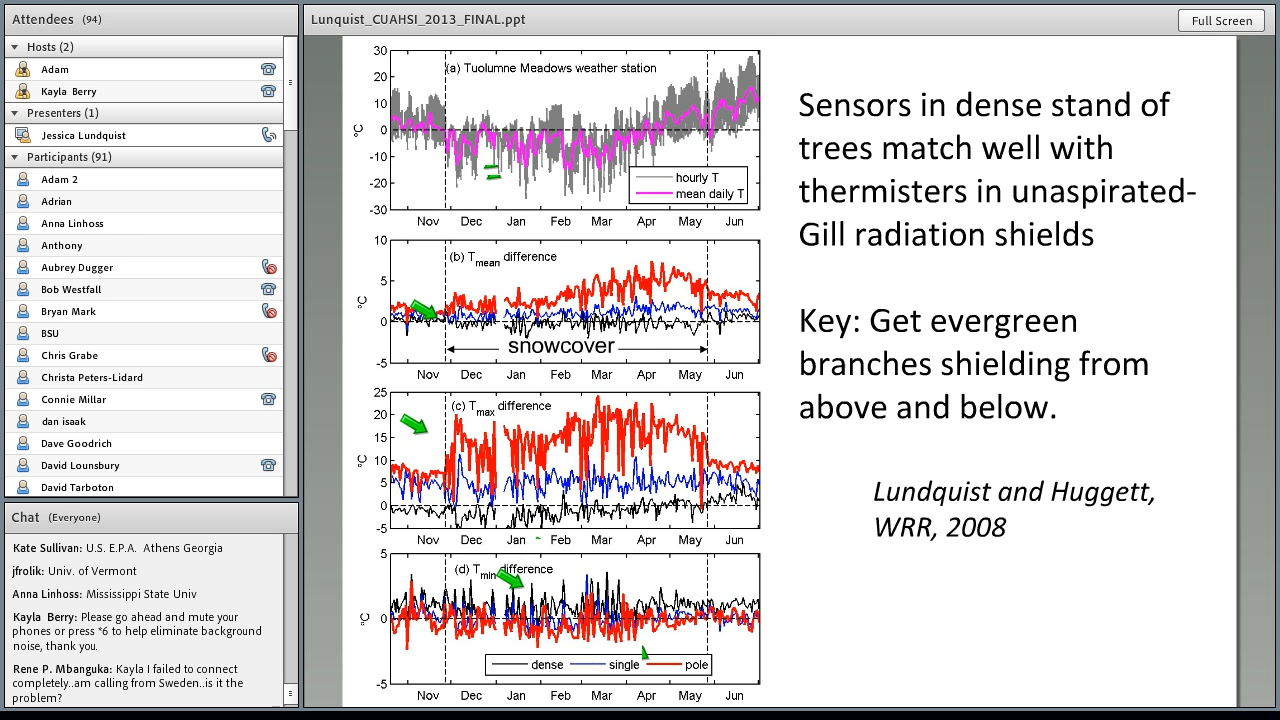 Attendees (94)
Hosts (2)
Adam
Kayla Berry
Presenters (1)
Jessica Lundquist
Participants (91)
Adam 2
Adrian
Anna Linhoss
Anthony
Aubrey Dugger
Bob Westfall
Bryan Mark
BSU
Chris Grabe
Christa Peters-Lidard
Connie Millar
dan isaak
Dave Goodrich
David Lounsbury
David Tarboton
Chat (Everyone)
Kate Sullivan: U.S. E.P.A. Athens Georgia
jfrolik: Univ. of Vermont
Anna Linhoss: Mississippi State Univ
Kayla Berry: Please go ahead and mute your
phones or press *6 to help eliminate background
noise, thank you.
Rene P. Mbanguka: Kayla I failed to connect
completely..am calling from Sweden..is it the
problem?
Lunquist_CUAHSI_2013_FINAL.ppt
Full Screen
(a) Tuolumne Meadows weather station
°C
30
20
10
0
-10
-20
-30
hourly T
mean daily T
Nov Dec Jan Feb Mar Apr May Jun
(b) Tmean difference
°C
10
5
0
-5
snowcover
Nov Dec Jan Feb Mar Apr May Jun
(c) Tmax difference
°C
25
20
15
10
5
0
-5
Nov Dec Jan Feb Mar Apr May Jun
(d) Tmin difference
°C
5
0
-5
dense single pole
Nov Dec Jan Feb Mar Apr May Jun
Sensors in dense stand of
trees match well with
thermisters in unaspirated-
Gill radiation shields
Key: Get evergreen
branches shielding from
above and below.
Lundquist and Huggett,
WRR, 2008